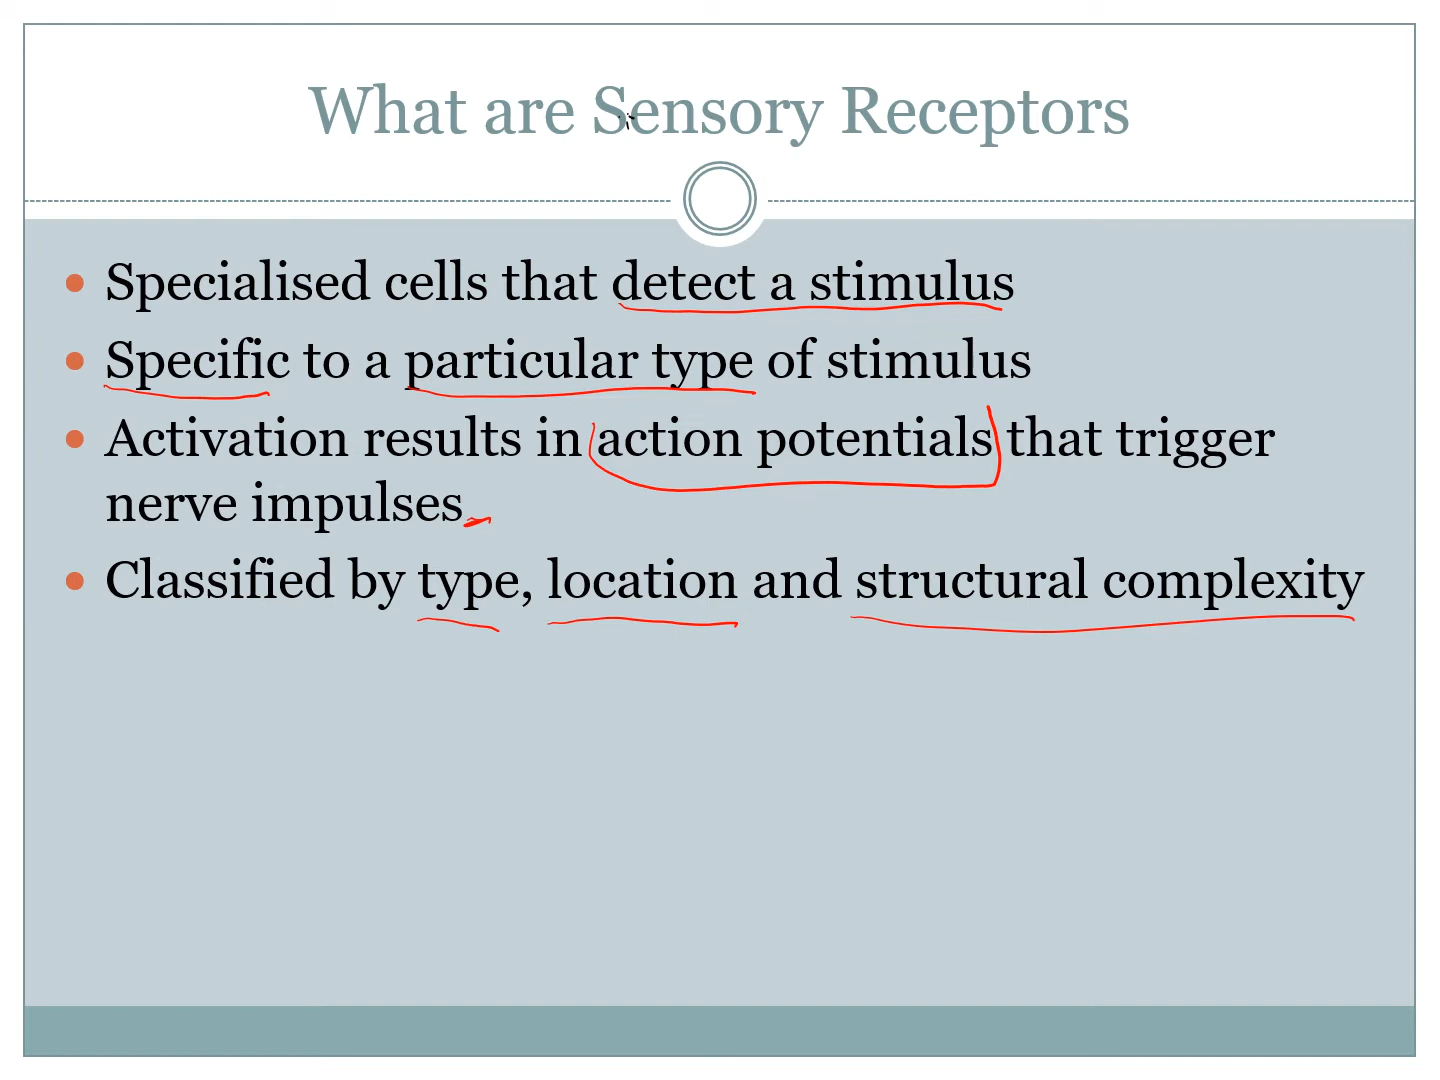 What are Sensory Receptors
• Specialised cells that detect a stimulus
• Specific to a particular type of stimulus
• Activation results in action potentials that trigger
nerve impulses
• Classified by type, location and structural complexity